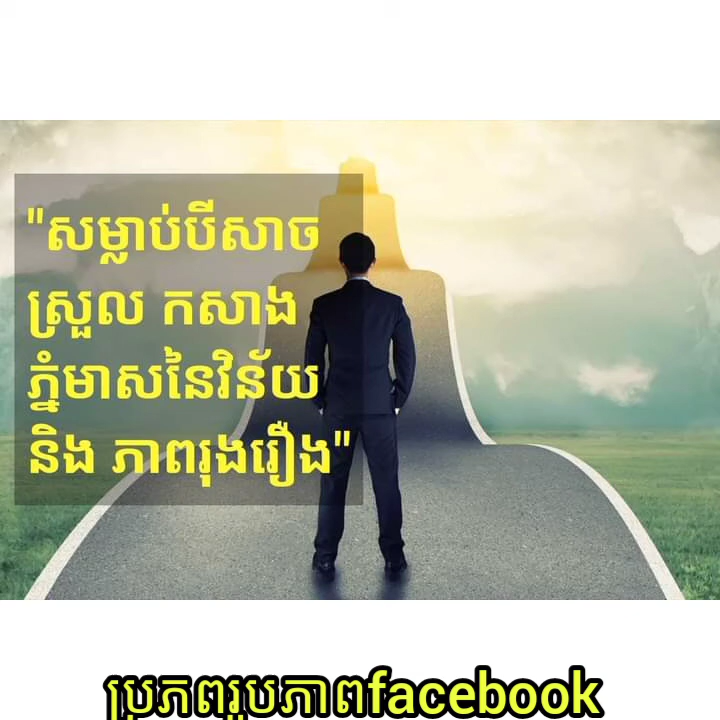 "សម្លាប់បីសាច
ស្រួល កសាង
ភ្នំមាសនៃវិន័យ
និង ភាពរុងរឿង"
ប្រភពរូបភាពfacebook